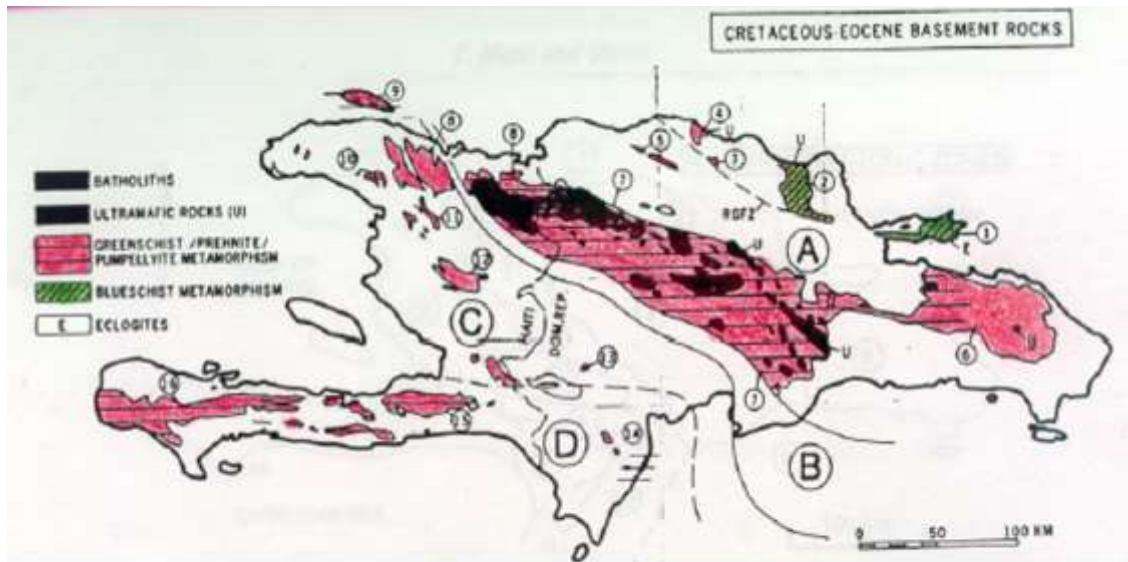 CRETACEOUS-EOCENE BASEMENT ROCKS
BATHOLITHS
ULTRAMAFIC ROCKS (U)
GREENSCHIST /PREHNITE/
PUMPELLYITE METAMORPHISM
BLUESCHIST METAMORPHISM
E ECLOGITES
9
8
8
4
U
5
3
U
2
10
7
RGFZ
1
E
11
A
U
12
C
HAITI
DOM.REP.
13
U
6
U
16
15
7
D
14
B
0 50 100 KM